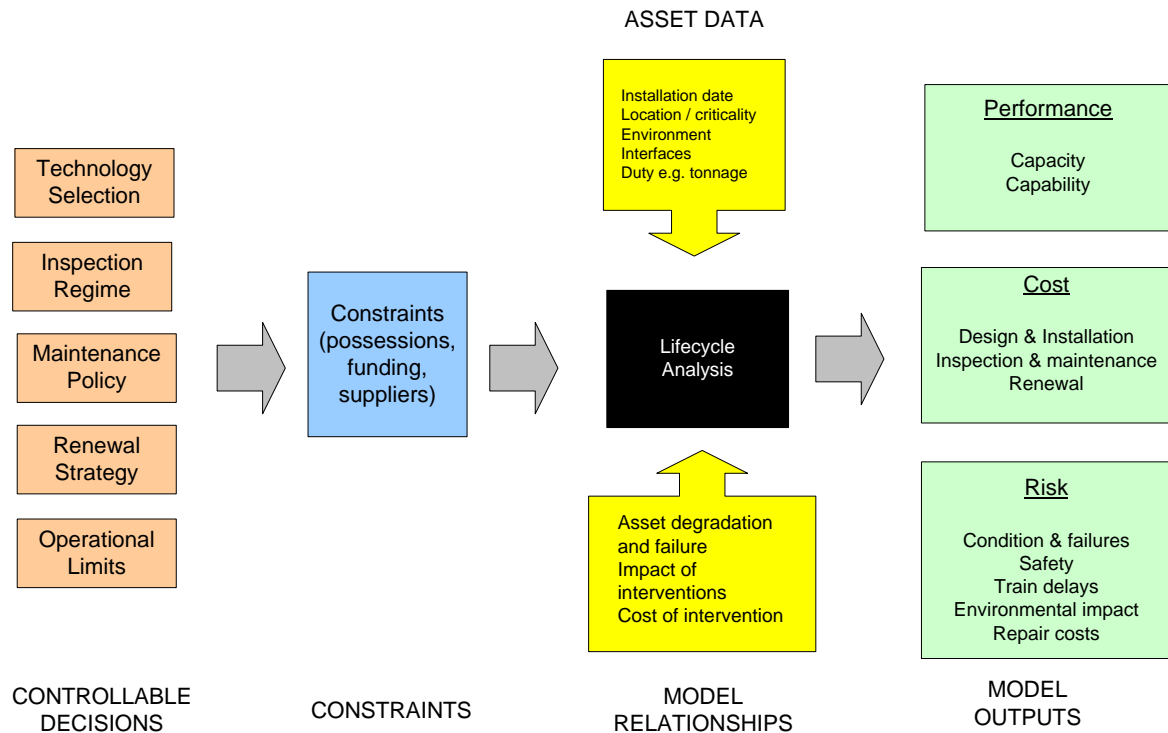 ASSET DATA
Technology
Selection
Inspection
Regime
Maintenance
Policy
Renewal
Strategy
Operational
Limits
Constraints
(possessions,
funding,
suppliers)
Installation date
Location / criticality
Environment
Interfaces
Duty e.g. tonnage
Lifecycle
Analysis
Asset degradation
and failure
Impact of
interventions
Cost of intervention
Performance
Capacity
Capability
Cost
Design & Installation
Inspection & maintenance
Renewal
Risk
Condition & failures
Safety
Train delays
Environmental impact
Repair costs
CONTROLLABLE
DECISIONS
CONSTRAINTS
MODEL
RELATIONSHIPS
MODEL
OUTPUTS